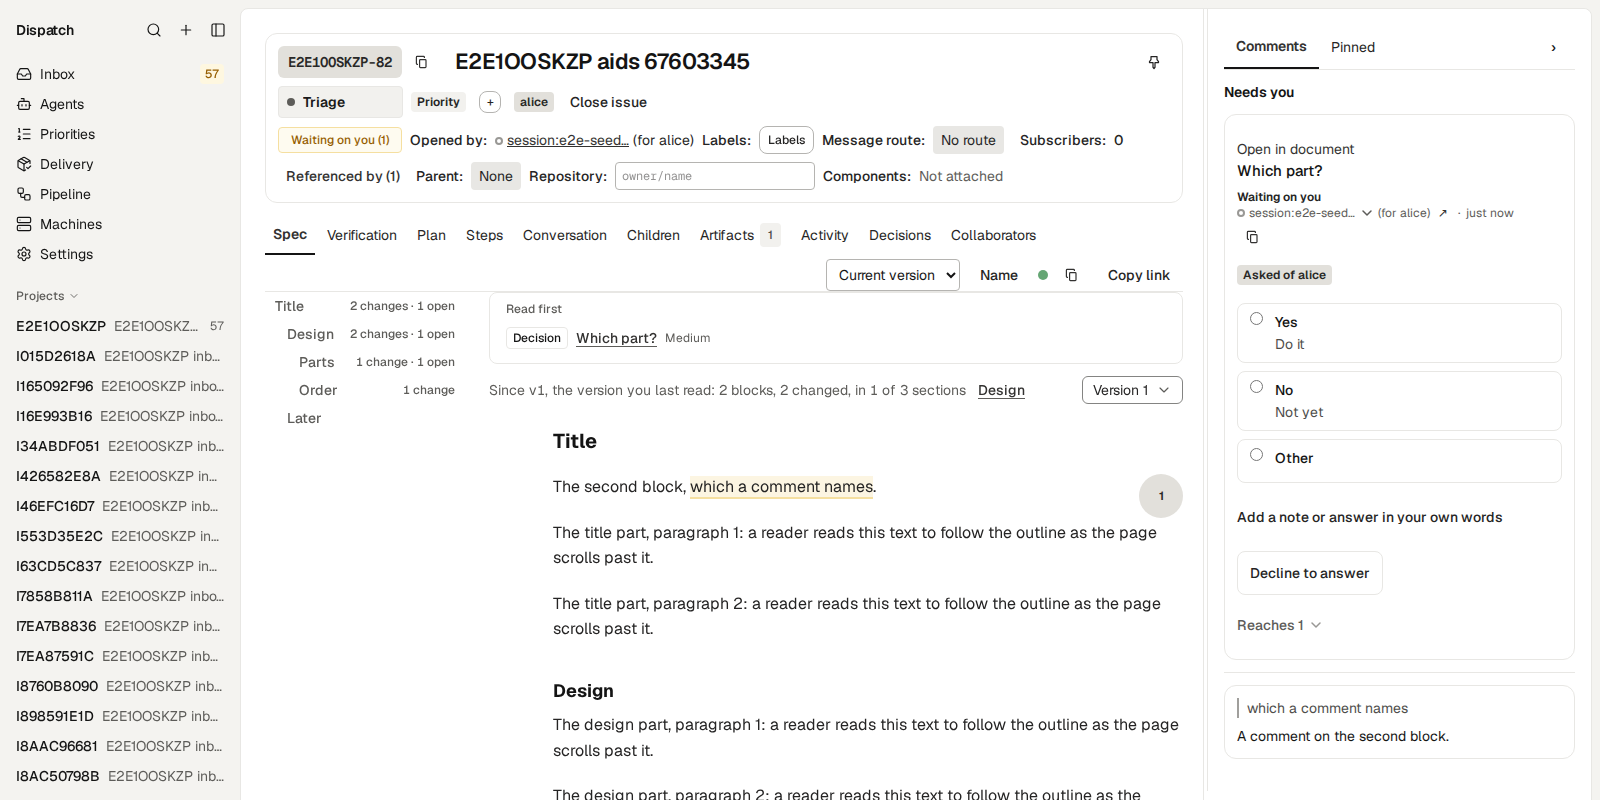 Dispatch
Inbox 57
Agents
Priorities
Delivery
Pipeline
Machines
Settings
Projects
E2E1OOSKZP E2E1OOSKZ... 57
I015D2618A E2E1OOSKZP inb...
I165092F96 E2E1OOSKZP inbo...
I16E993B16 E2E1OOSKZP inbo...
I34ABDF051 E2E1OOSKZP inb...
I426582E8A E2E1OOSKZP in...
I46EFC16D7 E2E1OOSKZP in...
I553D35E2C E2E1OOSKZP in...
I63CD5C837 E2E1OOSKZP in...
I7858B811A E2E1OOSKZP inbo...
I7EA7B8836 E2E1OOSKZP inb...
I7EA87591C E2E1OOSKZP inb...
I8760B8090 E2E1OOSKZP inb...
I898591E1D E2E1OOSKZP inb...
I8AAC96681 E2E1OOSKZP inb...
I8AC50798B E2E1OOSKZP inb...
E2E1OOSKZP-82 E2E1OOSKZP aids 67603345
Triage Priority + alice Close issue
Waiting on you (1) Opened by: session:e2e-seed... (for alice) Labels: Labels Message route: No route Subscribers: 0
Referenced by (1) Parent: None Repository: owner/name Components: Not attached
Spec Verification Plan Steps Conversation Children Artifacts 1 Activity Decisions Collaborators
Current version Name Copy link
Title 2 changes · 1 open
Design 2 changes · 1 open
Parts 1 change · 1 open
Order 1 change
Later
Read first
Decision Which part? Medium
Since v1, the version you last read: 2 blocks, 2 changed, in 1 of 3 sections Design Version 1
Title
The second block, which a comment names.
1
The title part, paragraph 1: a reader reads this text to follow the outline as the page
scrolls past it.
The title part, paragraph 2: a reader reads this text to follow the outline as the page
scrolls past it.
Design
The design part, paragraph 1: a reader reads this text to follow the outline as the page
scrolls past it.
The design part, paragraph 2: a reader reads this text to follow the outline as the
Comments Pinned
Needs you
Open in document
Which part?
Waiting on you
session:e2e-seed... (for alice) ↗ · just now
Asked of alice
Yes
Do it
No
Not yet
Other
Add a note or answer in your own words
Decline to answer
Reaches 1
which a comment names
A comment on the second block.